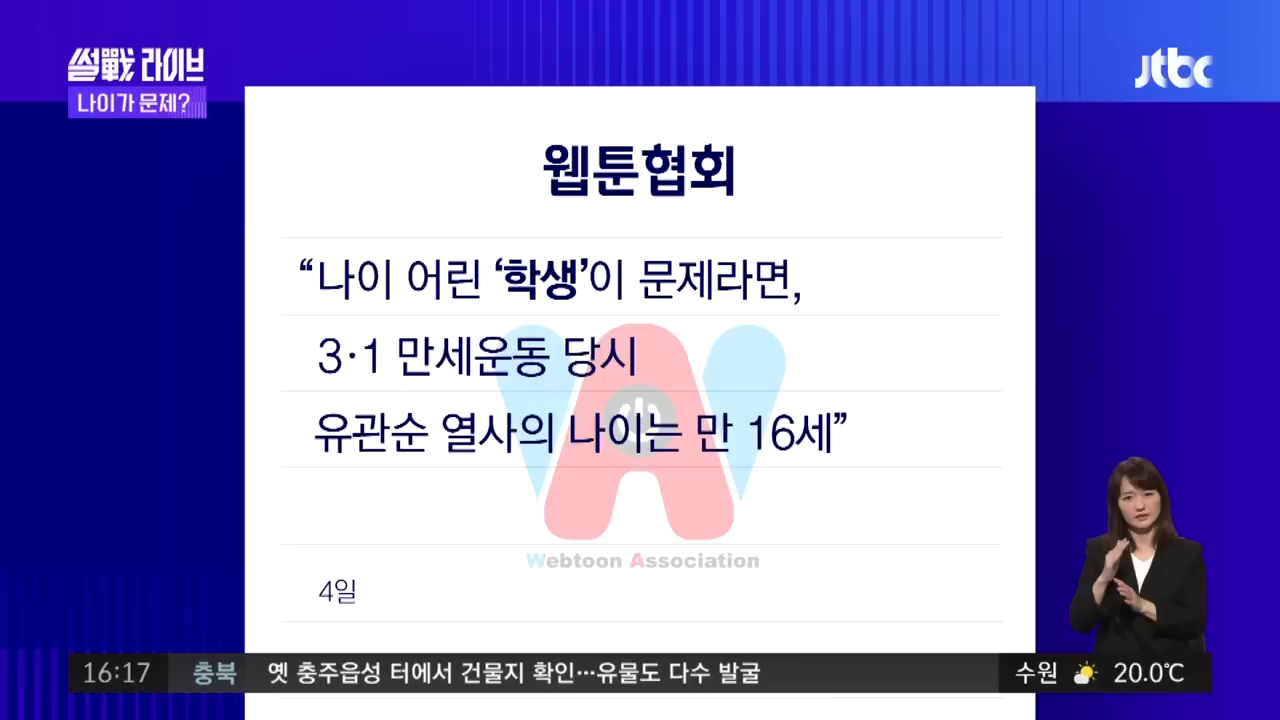 썰戰 라이브
나이가 문제?
jtbc
웹툰협회
“나이 어린 ‘학생’이 문제라면,
3·1 만세운동 당시
유관순 열사의 나이는 만 16세”
Webtoon Association
4일
16:17 충북 옛 충주읍성 터에서 건물지 확인…유물도 다수 발굴 수원 20.0℃